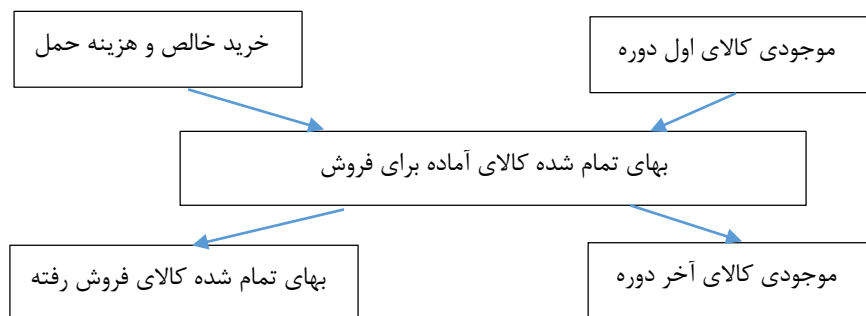 موجودی کالای اول دوره
خرید خالص و هزینه حمل
بهای تمام شده کالای آماده برای فروش
موجودی کالای آخر دوره
بهای تمام شده کالای فروش رفته